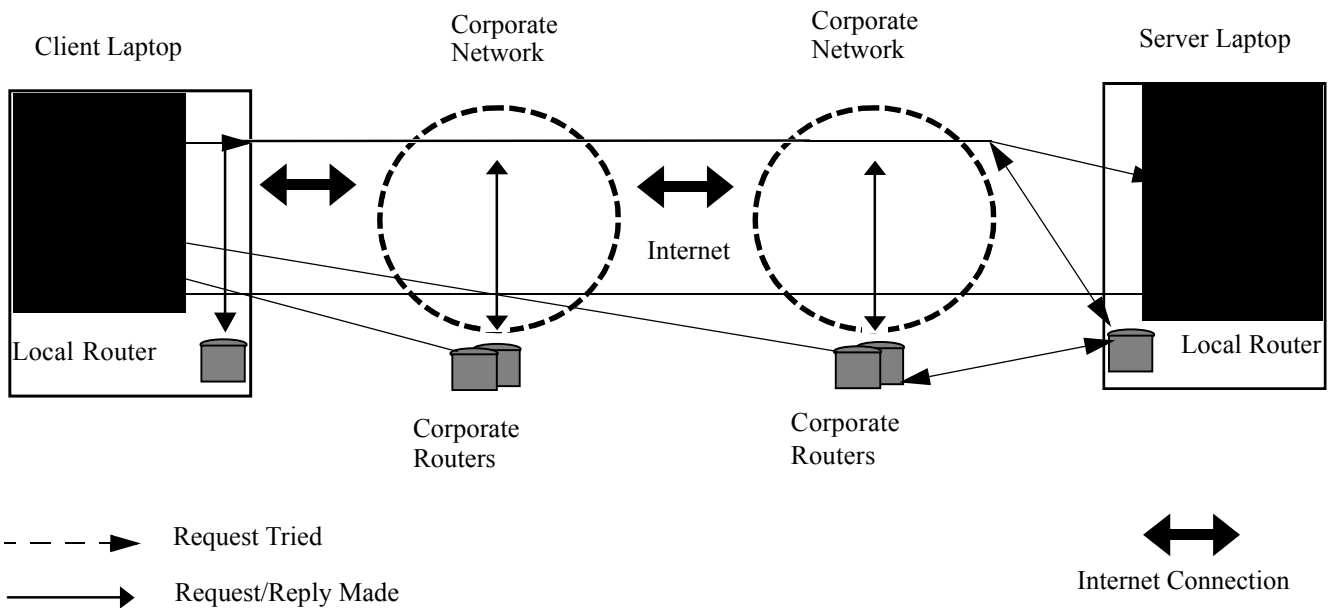 Client Laptop
Corporate
Network
Corporate
Network
Server Laptop
Internet
Local Router
Local Router
Corporate
Routers
Corporate
Routers
Request Tried
Request/Reply Made
Internet Connection